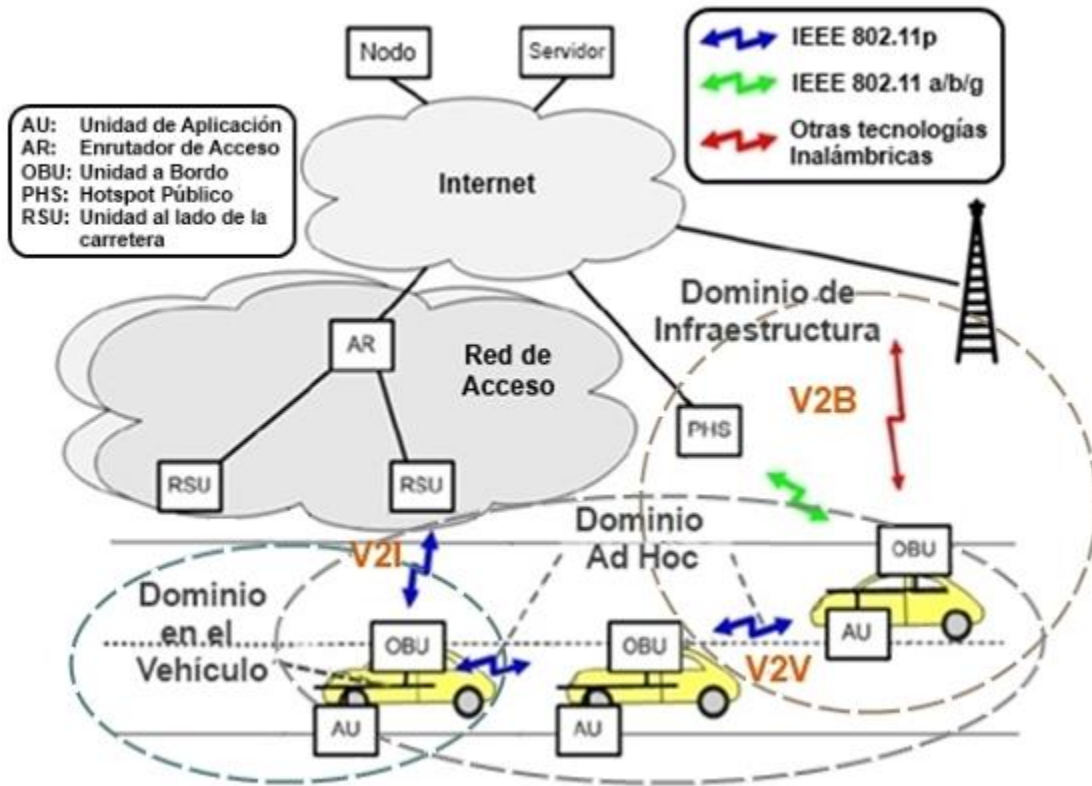 Nodo
Servidor
IEEE 802.11p
IEEE 802.11 a/b/g
Otras tecnologías
Inalámbricas
AU: Unidad de Aplicación
AR: Enrutador de Acceso
OBU: Unidad a Bordo
PHS: Hotspot Público
RSU: Unidad al lado de la
carretera
Internet
Dominio de
Infraestructura
AR
Red de
Acceso
V2B
PHS
RSU
RSU
Dominio
Ad Hoc
V2I
OBU
Dominio
en el
Vehículo
OBU
OBU
AU
V2V
AU
AU